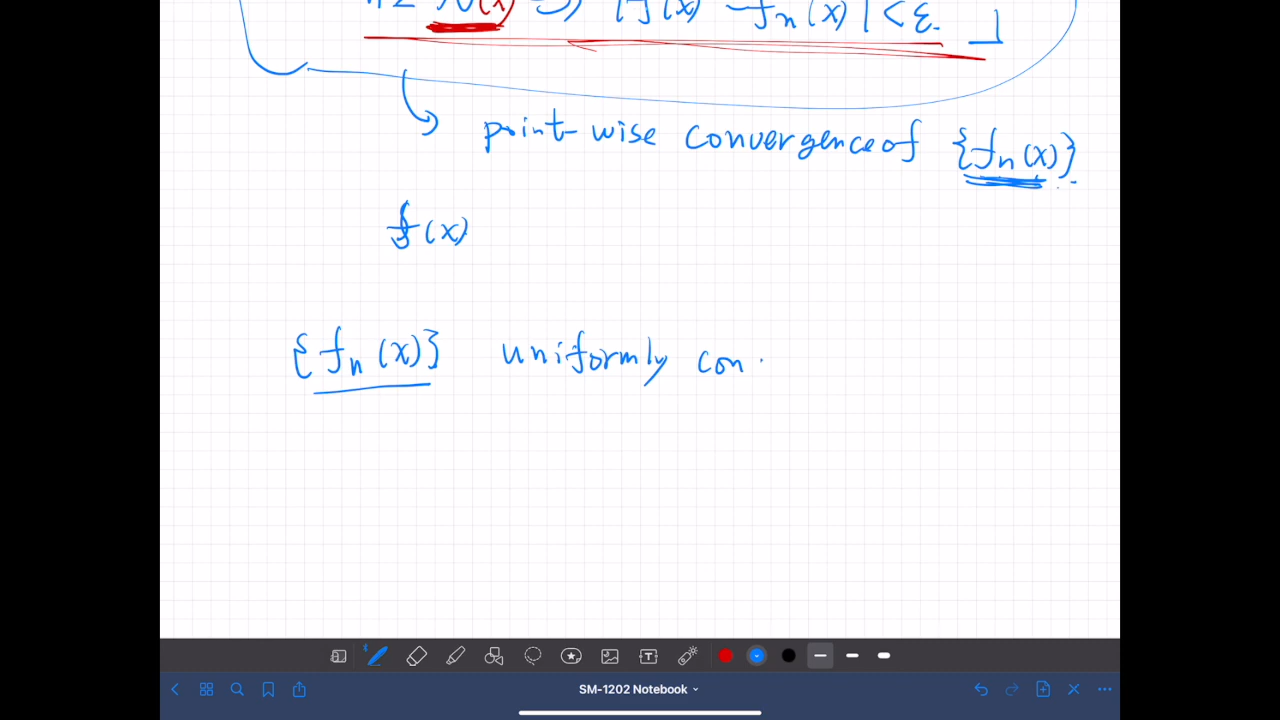 n ≥ N(x) ⇒ |f(x) - fn(x)| < ε. 」
point-wise convergence of {fn(x)}.
f(x)
{fn(x)} uniformly con
SM-1202 Notebook